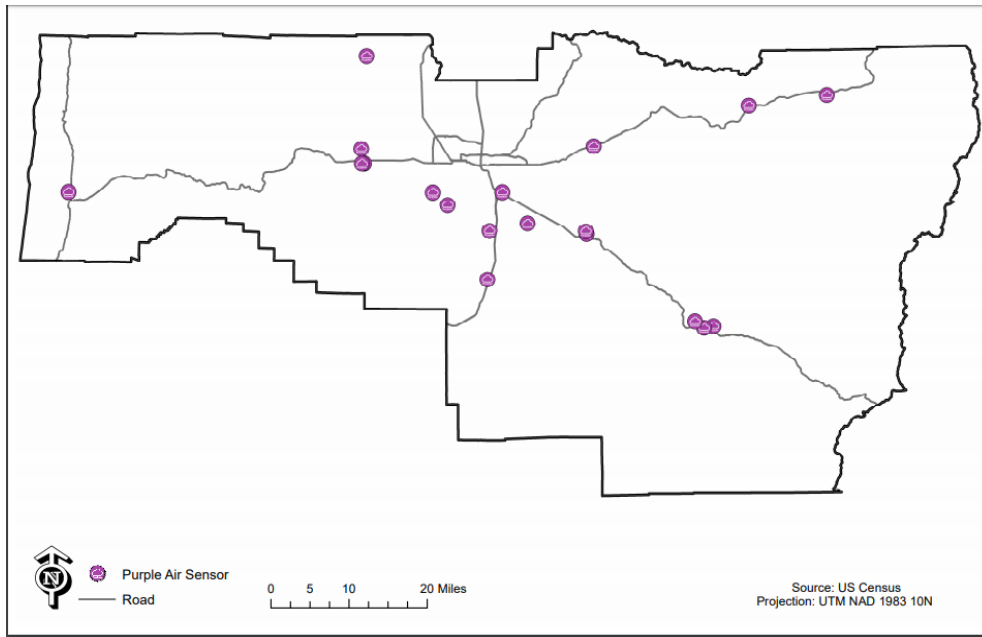 N
Purple Air Sensor
Road
0 5 10 20 Miles
Source: US Census
Projection: UTM NAD 1983 10N